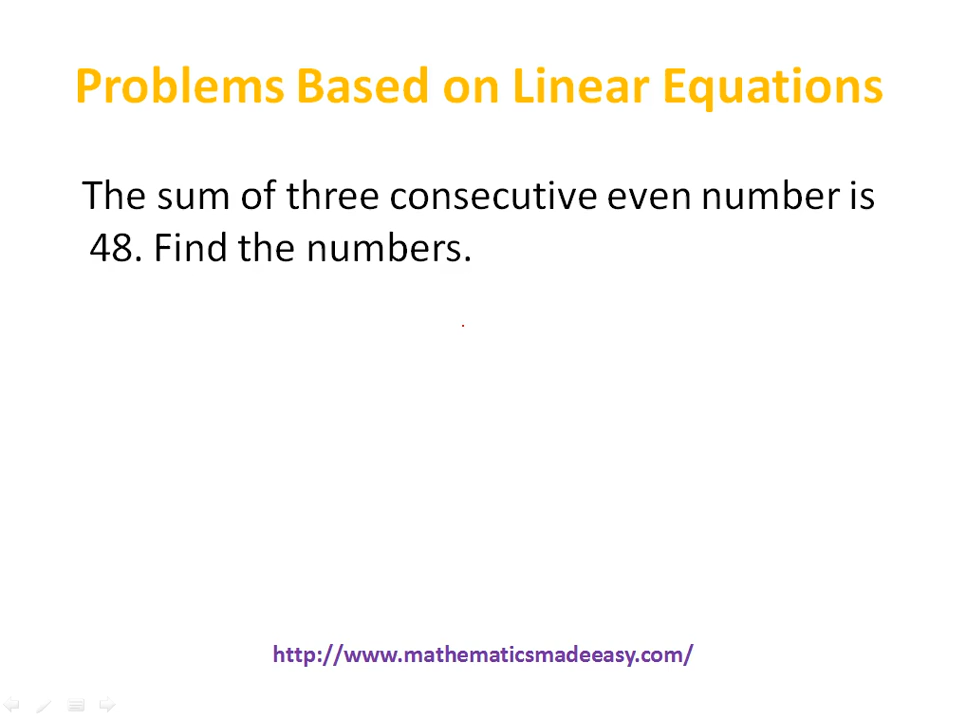 Problems Based on Linear Equations
The sum of three consecutive even number is
48. Find the numbers.
http://www.mathematicsmadeeasy.com/